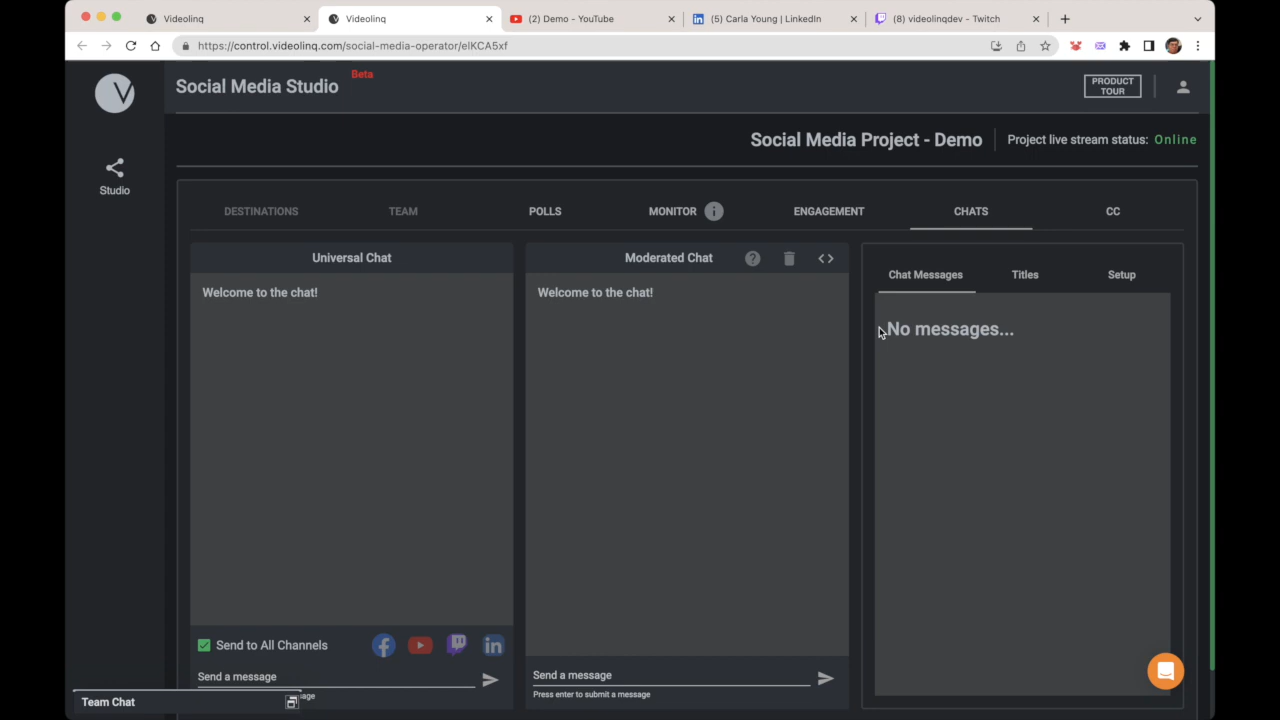 Videolinq
Videolinq
(2) Demo - YouTube
(5) Carla Young | LinkedIn
(8) videolinqdev - Twitch
https://control.videolinq.com/social-media-operator/elKCA5xf
Social Media Studio
Beta
PRODUCT
TOUR
Studio
Social Media Project - Demo
Project live stream status: Online
DESTINATIONS
TEAM
POLLS
MONITOR
ENGAGEMENT
CHATS
CC
Universal Chat
Moderated Chat
Chat Messages
Titles
Setup
Welcome to the chat!
Welcome to the chat!
No messages...
Send to All Channels
Send a message
Send a message
Press enter to submit a message
Team Chat